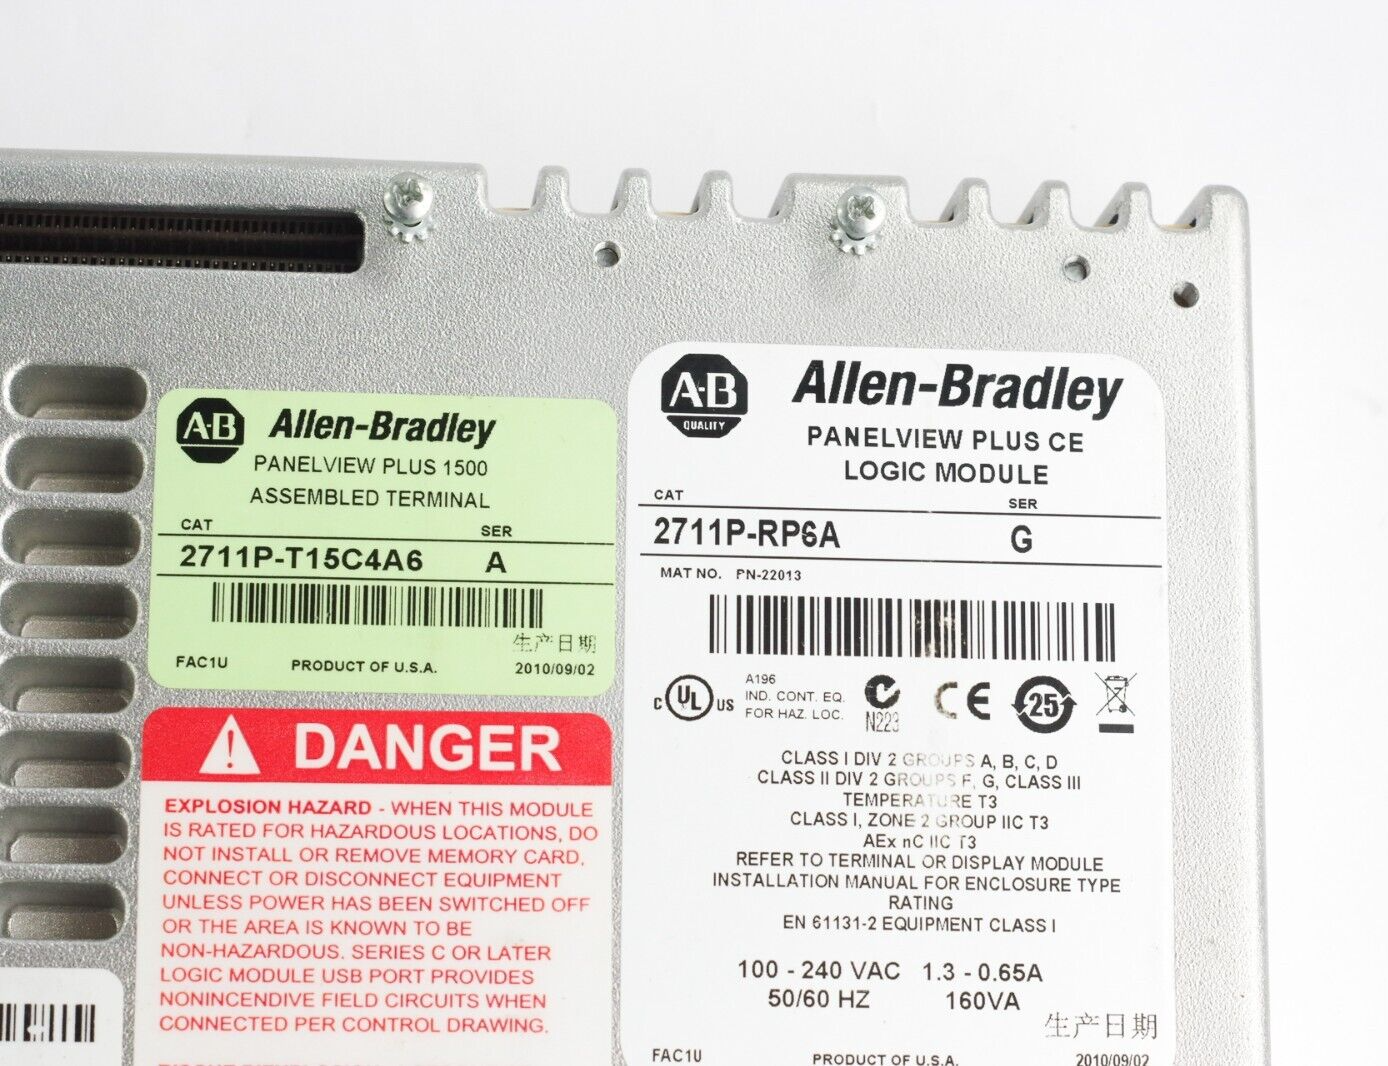 A-B Allen-Bradley
PANELVIEW PLUS 1500
ASSEMBLED TERMINAL
CAT SER
2711P-T15C4A6 A
生产日期
FAC1U PRODUCT OF U.S.A. 2010/09/02
DANGER
EXPLOSION HAZARD - WHEN THIS MODULE
IS RATED FOR HAZARDOUS LOCATIONS, DO
NOT INSTALL OR REMOVE MEMORY CARD,
CONNECT OR DISCONNECT EQUIPMENT
UNLESS POWER HAS BEEN SWITCHED OFF
OR THE AREA IS KNOWN TO BE
NON-HAZARDOUS. SERIES C OR LATER
LOGIC MODULE USB PORT PROVIDES
NONINCENDIVE FIELD CIRCUITS WHEN
CONNECTED PER CONTROL DRAWING.
A-B QUALITY Allen-Bradley
PANELVIEW PLUS CE
LOGIC MODULE
CAT SER
2711P-RP6A G
MAT NO. PN-22013
C UL US
A196
IND. CONT. EQ.
FOR HAZ. LOC.
N223
CE
25
CLASS I DIV 2 GROUPS A, B, C, D
CLASS II DIV 2 GROUPS F, G, CLASS III
TEMPERATURE T3
CLASS I, ZONE 2 GROUP IIC T3
AEx nC IIC T3
REFER TO TERMINAL OR DISPLAY MODULE
INSTALLATION MANUAL FOR ENCLOSURE TYPE
RATING
EN 61131-2 EQUIPMENT CLASS I
100 - 240 VAC 1.3 - 0.65A
50/60 HZ 160VA
生产日期
FAC1U PRODUCT OF U.S.A. 2010/09/02